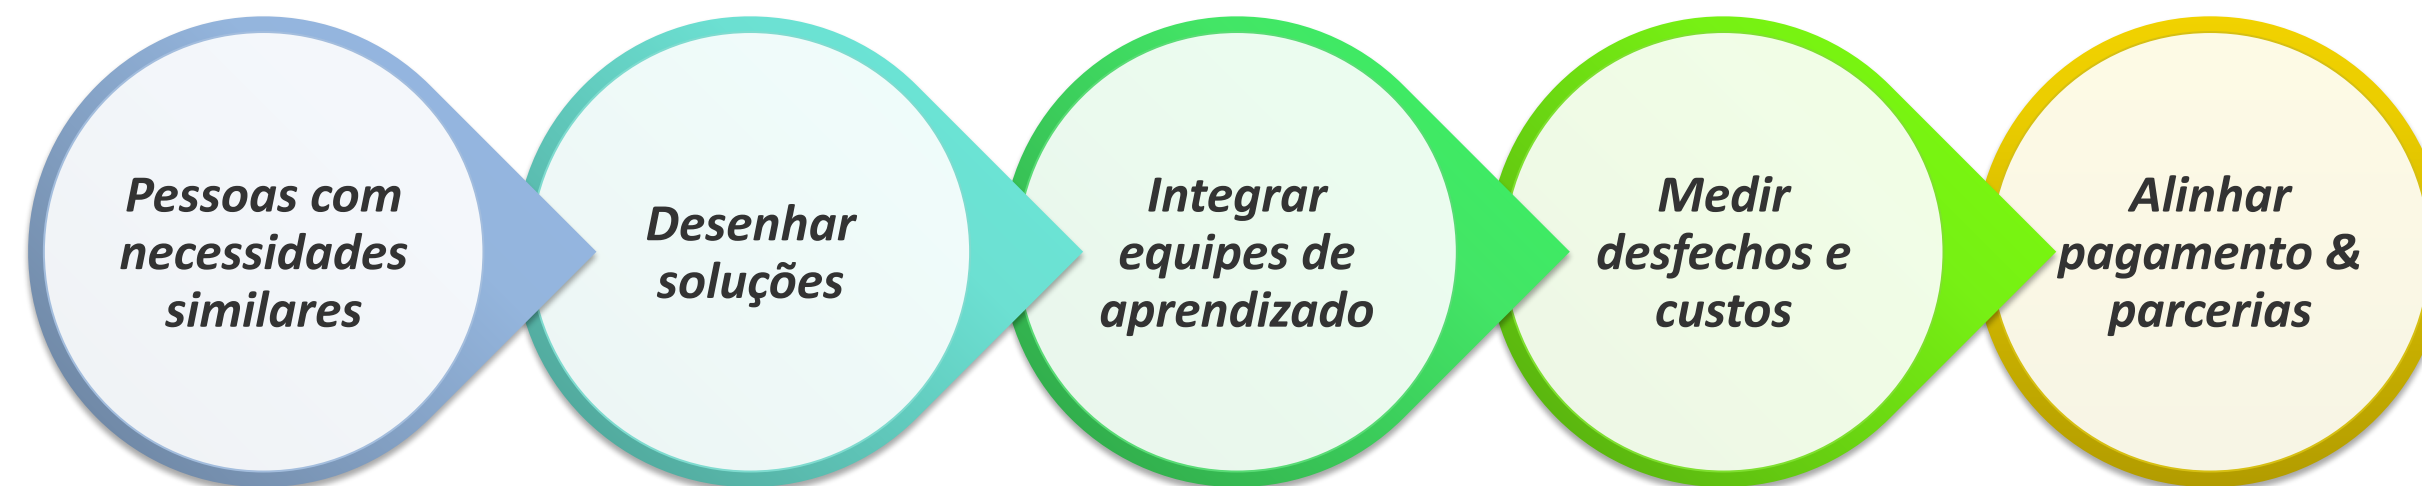 Pessoas com
necessidades
similares
Desenhar
soluções
Integrar
equipes de
aprendizado
Medir
desfechos e
custos
Alinhar
pagamento &
parcerias